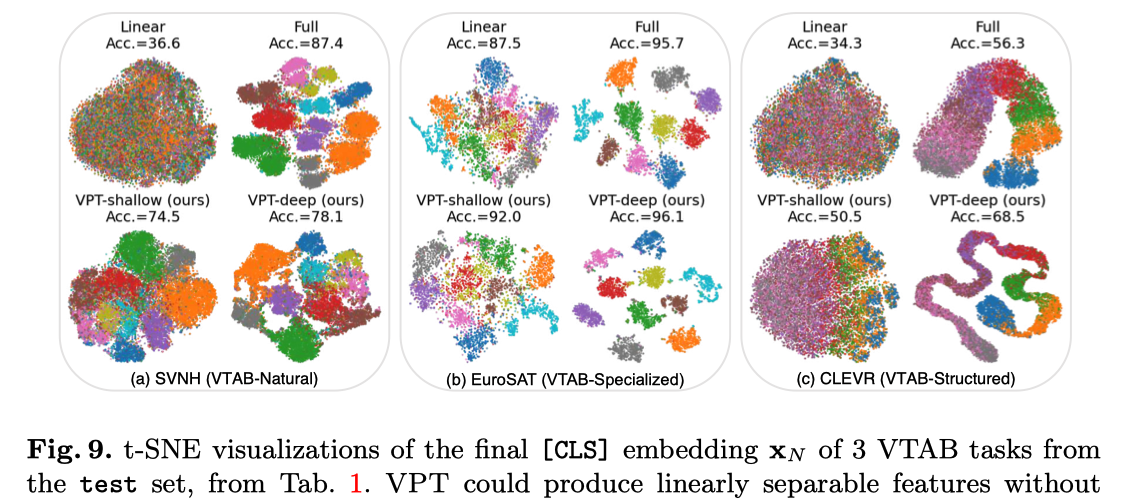 Linear
Acc.=36.6
Full
Acc.=87.4
VPT-shallow (ours)
Acc.=74.5
VPT-deep (ours)
Acc.=78.1
(a) SVNH (VTAB-Natural)
Linear
Acc.=87.5
Full
Acc.=95.7
VPT-shallow (ours)
Acc.=92.0
VPT-deep (ours)
Acc.=96.1
(b) EuroSAT (VTAB-Specialized)
Linear
Acc.=34.3
Full
Acc.=56.3
VPT-shallow (ours)
Acc.=50.5
VPT-deep (ours)
Acc.=68.5
(c) CLEVR (VTAB-Structured)
Fig. 9. t-SNE visualizations of the final [CLS] embedding x_N of 3 VTAB tasks from
the test set, from Tab. 1. VPT could produce linearly separable features without